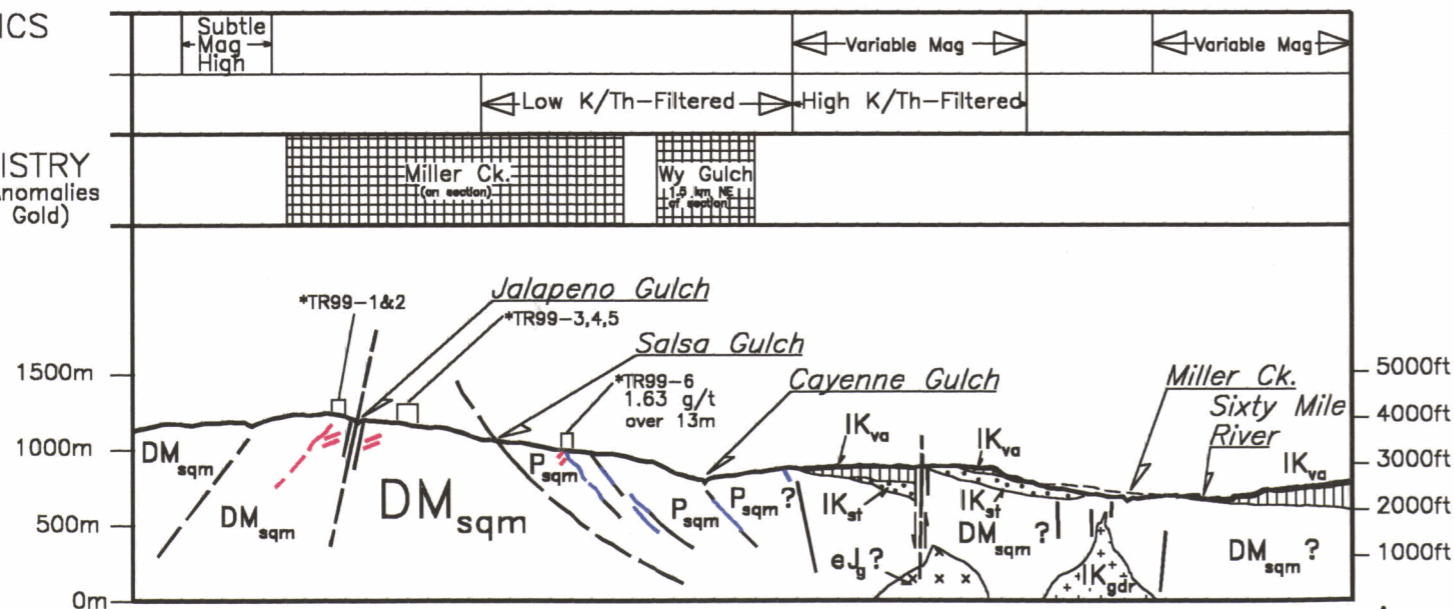 ICS
Subtle
Mag
High
Variable Mag
Variable Mag
Low K/Th-Filtered
High K/Th-Filtered
ISTRY
nomalies
Gold)
Miller Ck.
(on section)
Wy Gulch
1.5 km NE
of section)
*TR99-1&2
Jalapeno Gulch
*TR99-3,4,5
Salsa Gulch
*TR99-6
1.63 g/t
over 13m
Cayenne Gulch
Miller Ck.
Sixty Mile
River
1500m
1000m
500m
0m
5000ft
4000ft
3000ft
2000ft
1000ft
DMsqm
DMsqm
DMsqm
Psqm
Psqm
Psqm?
lKva
lKva
lKva
lKst
lKst
DMsqm?
DMsqm?
eJg?
lKgdr